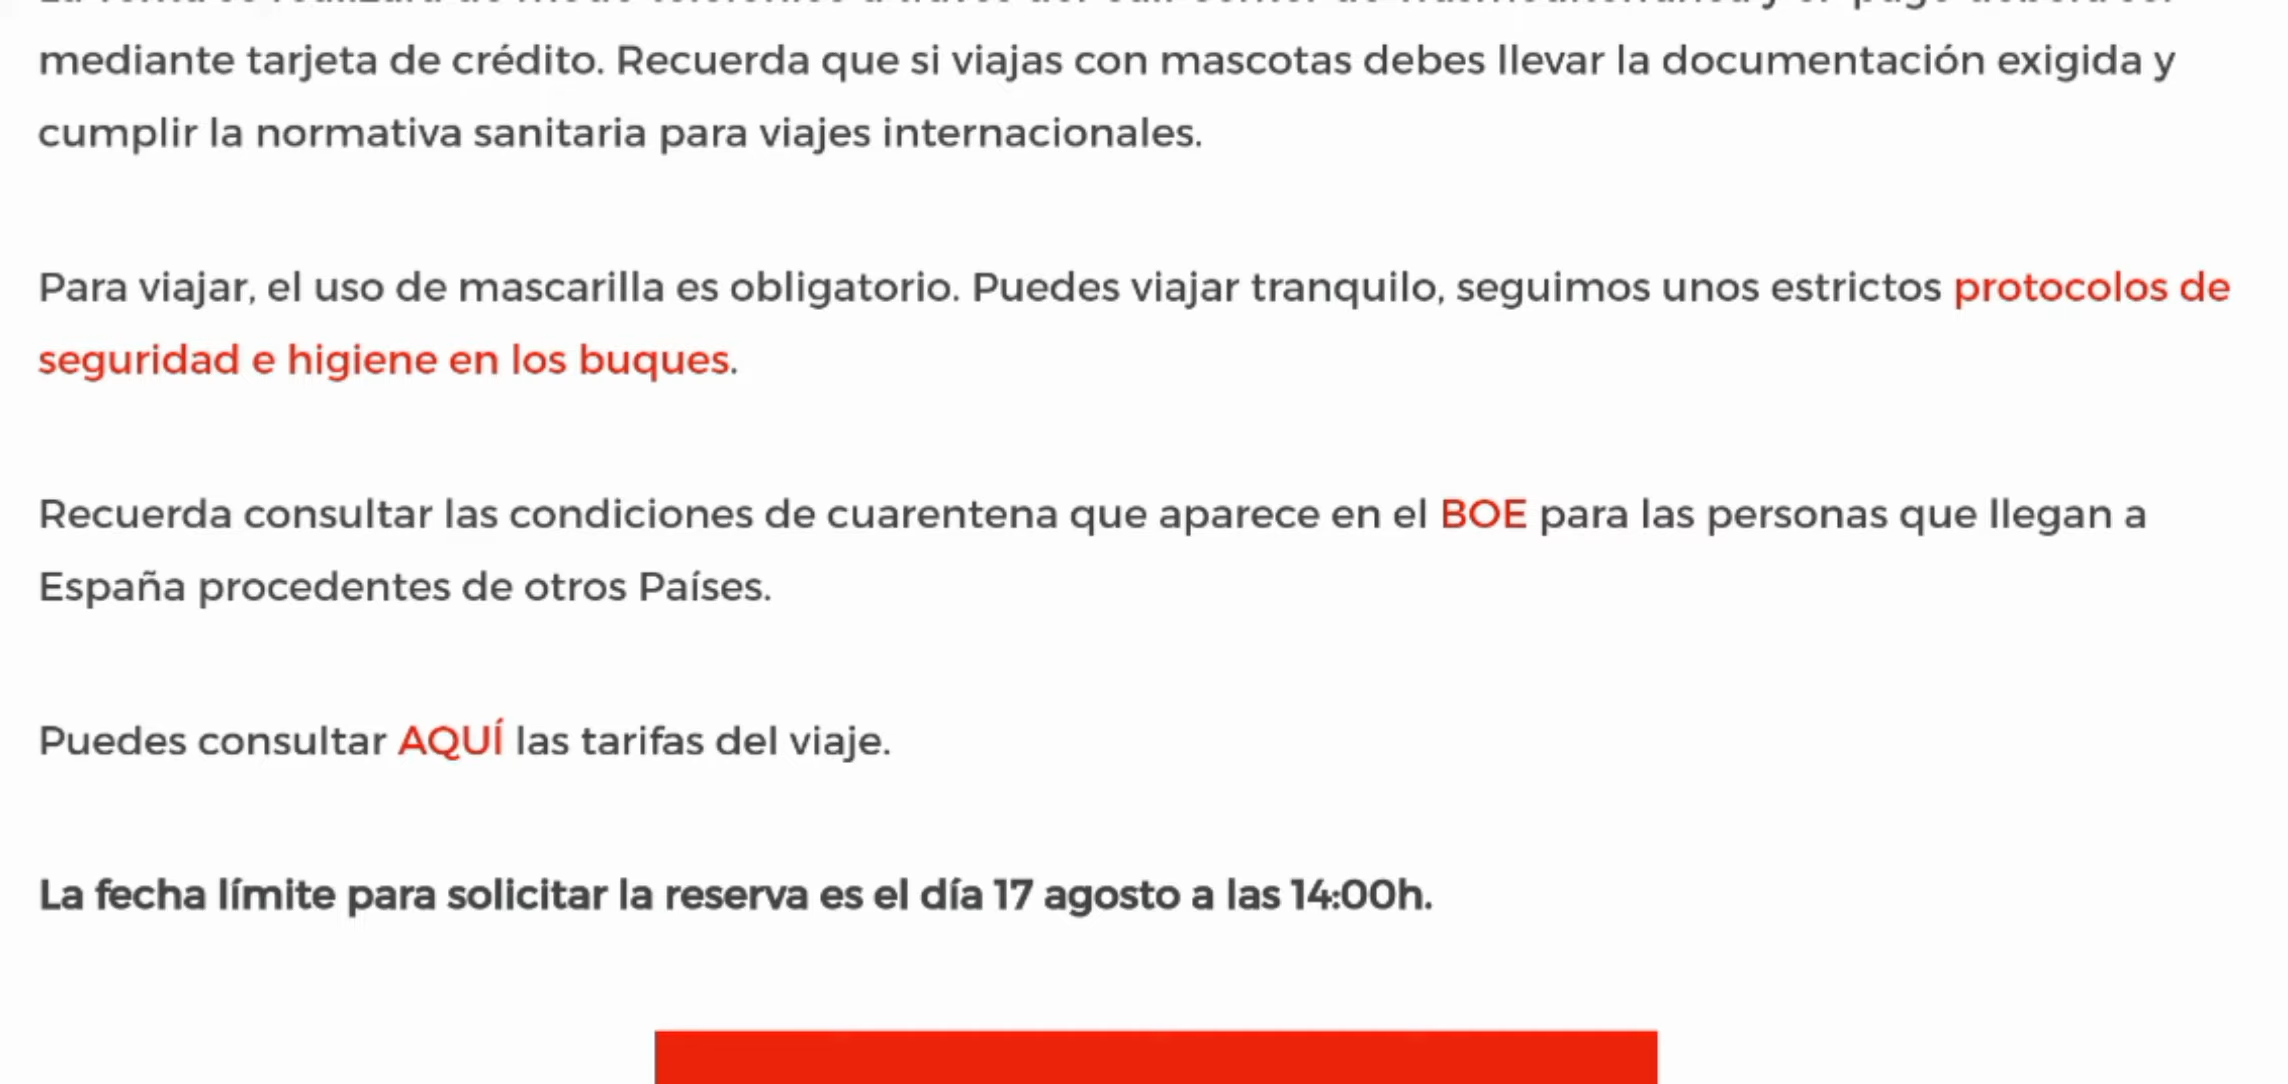 mediante tarjeta de crédito. Recuerda que si viajas con mascotas debes llevar la documentación exigida y
cumplir la normativa sanitaria para viajes internacionales.
Para viajar, el uso de mascarilla es obligatorio. Puedes viajar tranquilo, seguimos unos estrictos protocolos de
seguridad e higiene en los buques.
Recuerda consultar las condiciones de cuarentena que aparece en el BOE para las personas que llegan a
España procedentes de otros Países.
Puedes consultar AQUÍ las tarifas del viaje.
La fecha límite para solicitar la reserva es el día 17 agosto a las 14:00h.